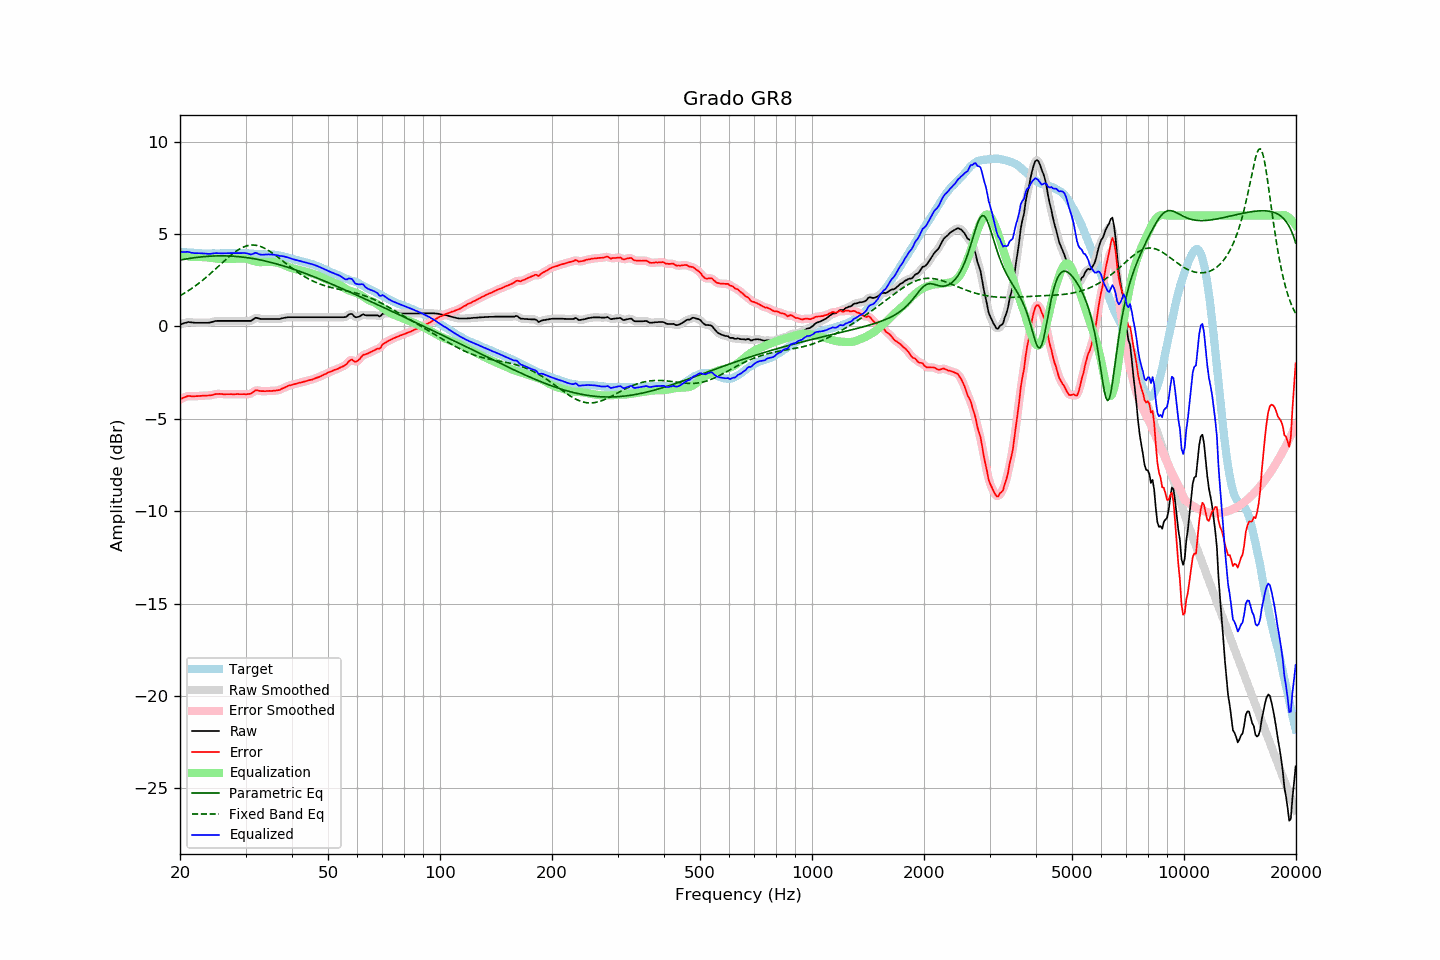 Grado GR8
Amplitude (dBr)
10
5
0
−5
−10
−15
−20
−25
Target
Raw Smoothed
Error Smoothed
Raw
Error
Equalization
Parametric Eq
Fixed Band Eq
Equalized
20 50 100 200 500 1000 2000 5000 10000 20000
Frequency (Hz)